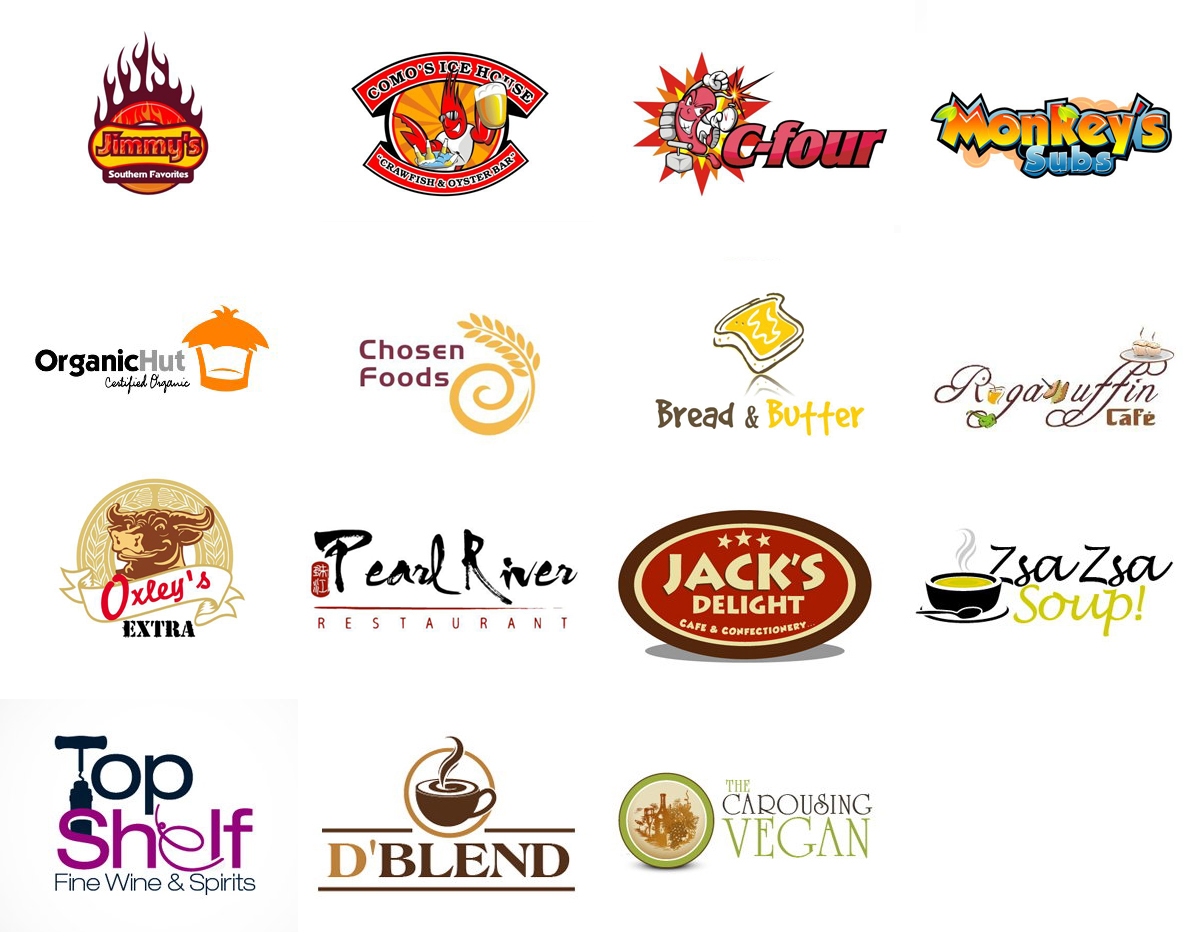 Jimmy's
Southern Favorites
COMO'S ICE HOUSE
"CRAWFISH & OYSTER BAR"
C-four
Monkey's
Subs
OrganicHut
Certified Organic
Chosen
Foods
Bread & Butter
Ragamuffin
Café
Oxley's
EXTRA
Pearl River
珠江
RESTAURANT
JACK'S
DELIGHT
CAFE & CONFECTIONERY...
Zsa Zsa
Soup!
Top
Shelf
Fine Wine & Spirits
D'BLEND
THE
CAROUSING
VEGAN